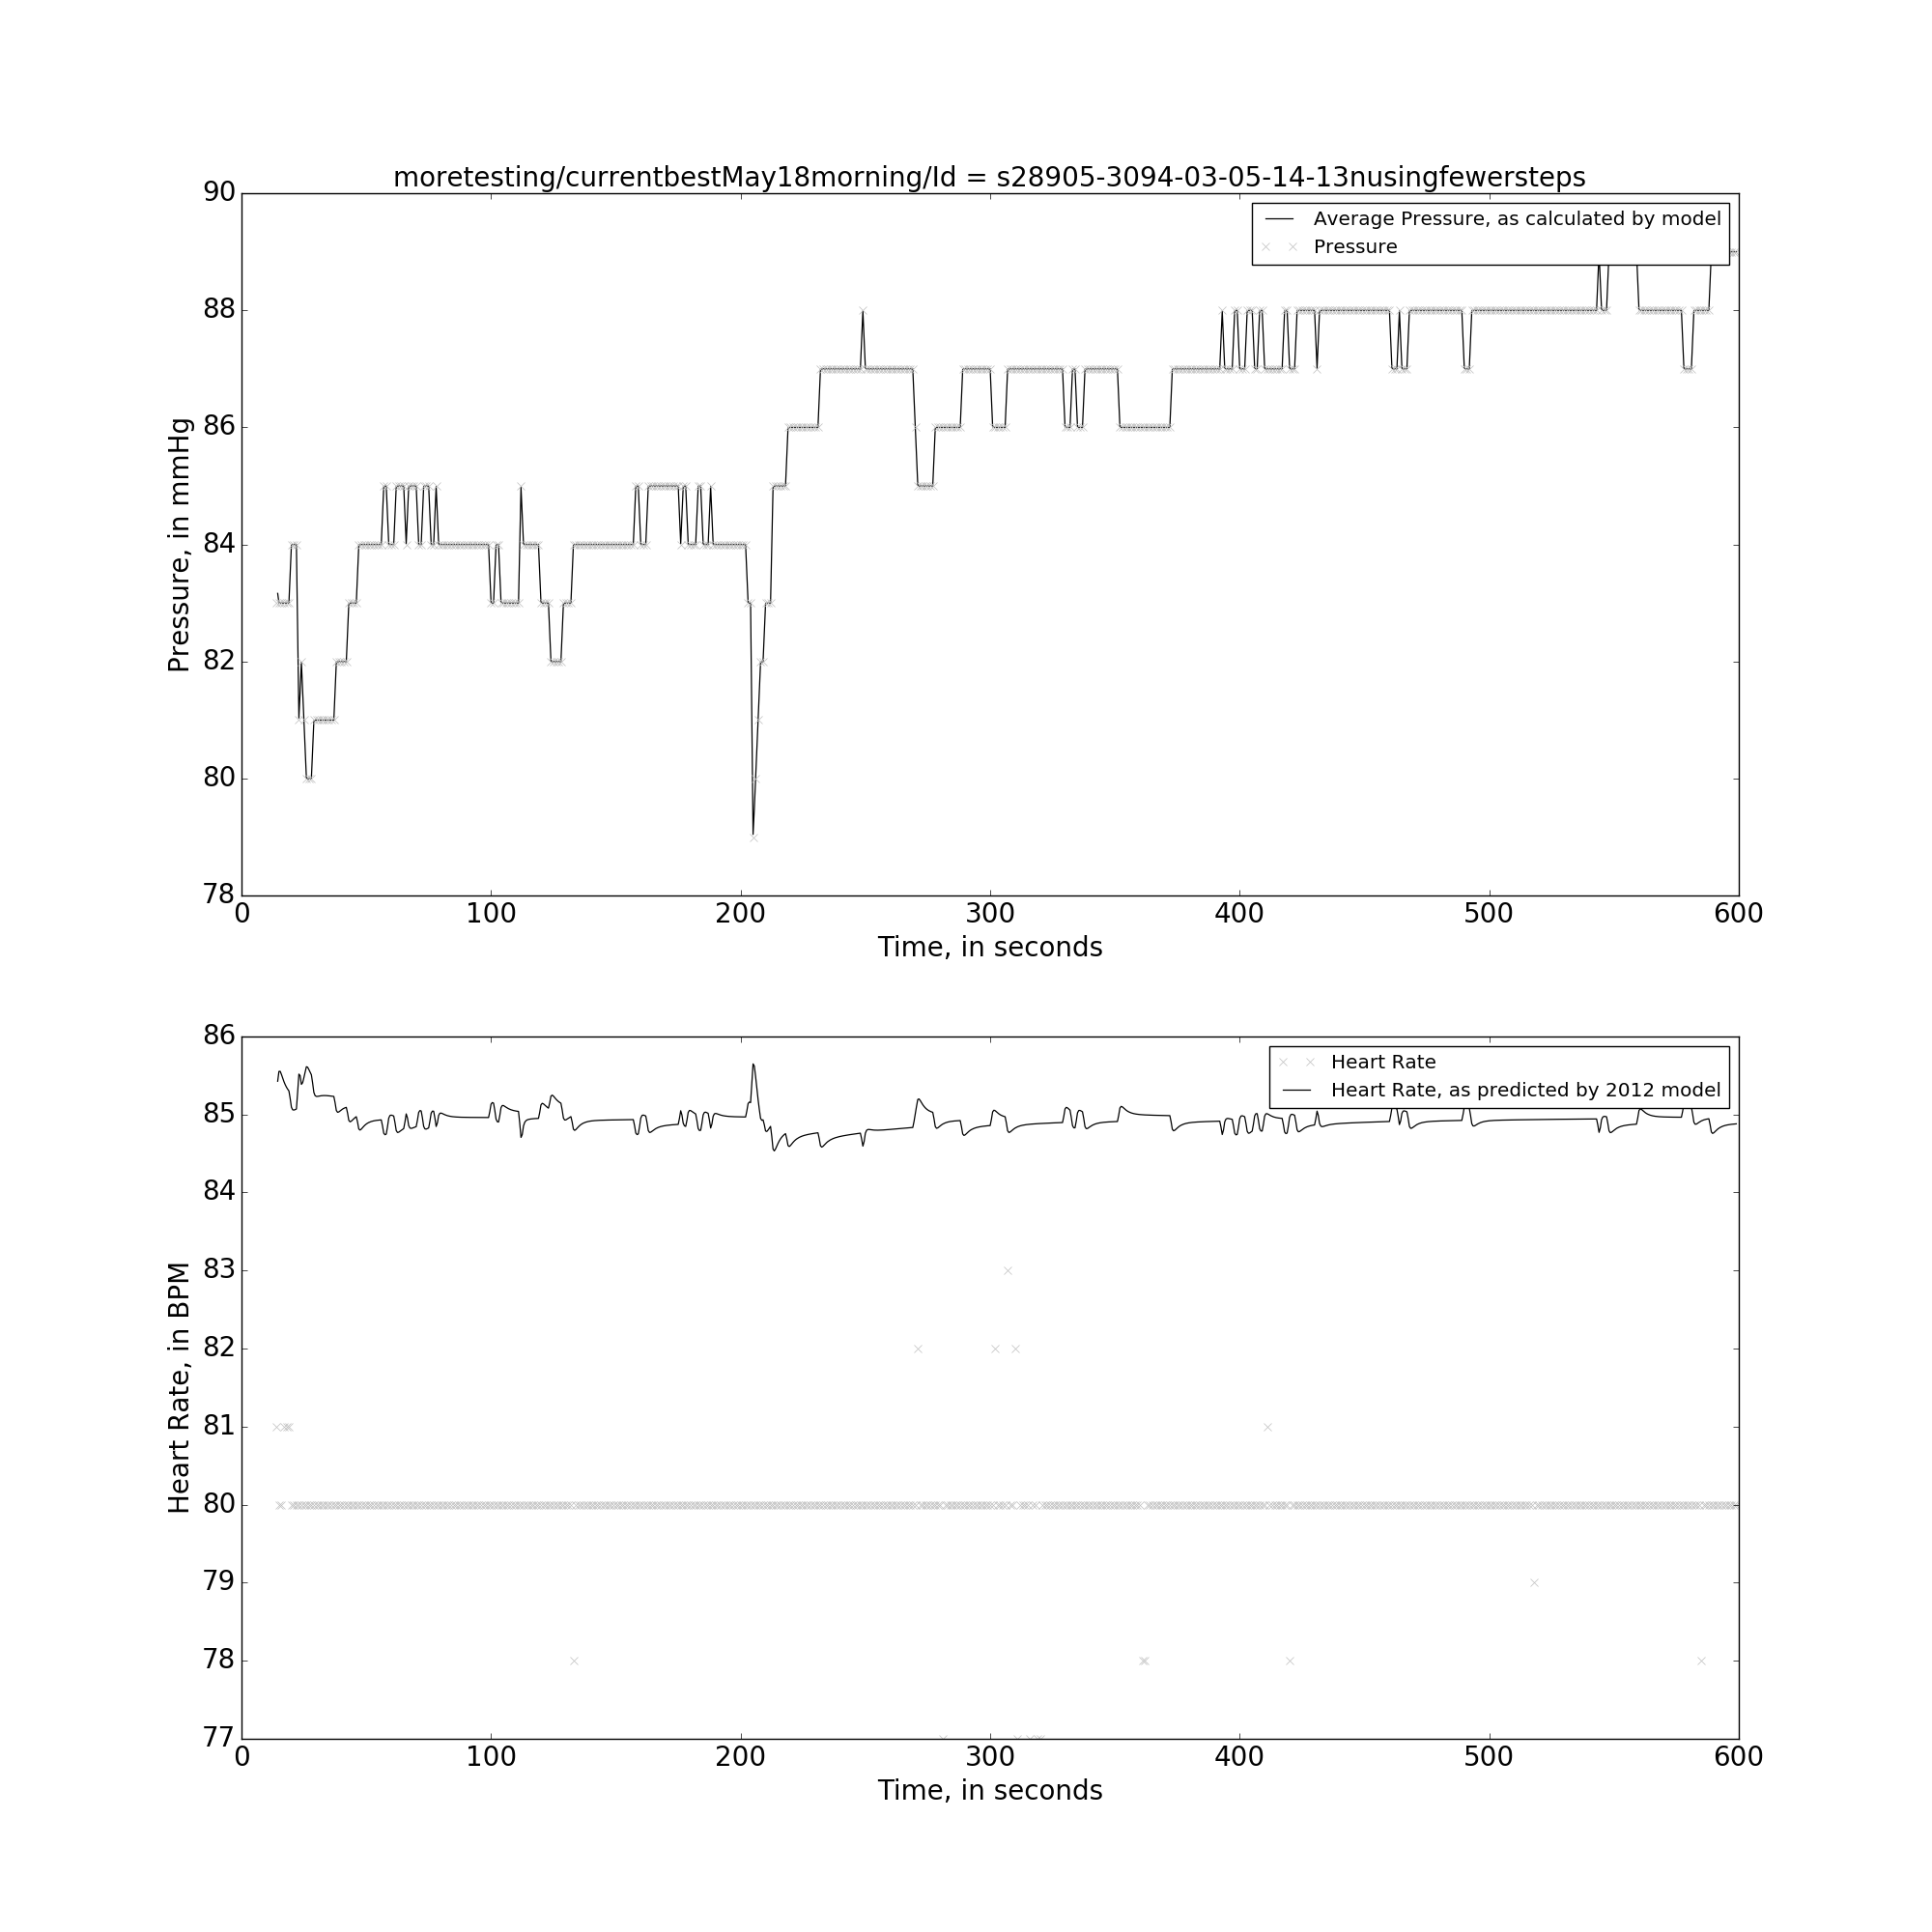 moretesting/currentbestMay18morning/Id = s28905-3094-03-05-14-13nusingfewersteps
90
88
86
84
82
80
78
Pressure, in mmHg
Average Pressure, as calculated by model
Pressure
0 100 200 300 400 500 600
Time, in seconds
86
85
84
83
82
81
80
79
78
77
Heart Rate, in BPM
Heart Rate
Heart Rate, as predicted by 2012 model
0 100 200 300 400 500 600
Time, in seconds